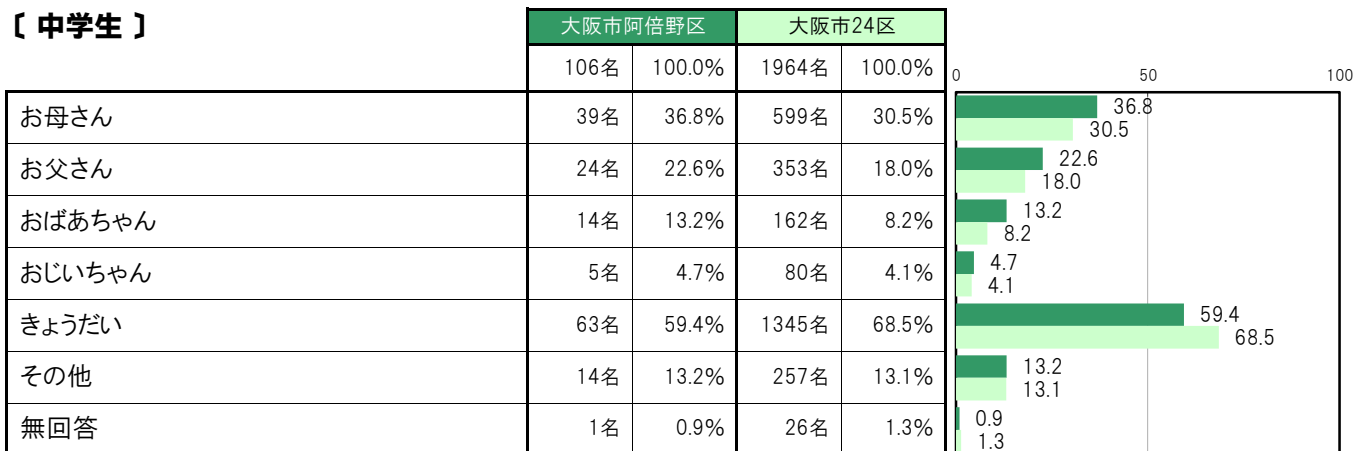 〔 中学生 〕
大阪市阿倍野区 大阪市24区
106名 100.0% 1964名 100.0%
0 50 100
お母さん 39名 36.8% 599名 30.5%
36.8
30.5
お父さん 24名 22.6% 353名 18.0%
22.6
18.0
おばあちゃん 14名 13.2% 162名 8.2%
13.2
8.2
おじいちゃん 5名 4.7% 80名 4.1%
4.7
4.1
きょうだい 63名 59.4% 1345名 68.5%
59.4
68.5
その他 14名 13.2% 257名 13.1%
13.2
13.1
無回答 1名 0.9% 26名 1.3%
0.9
1.3